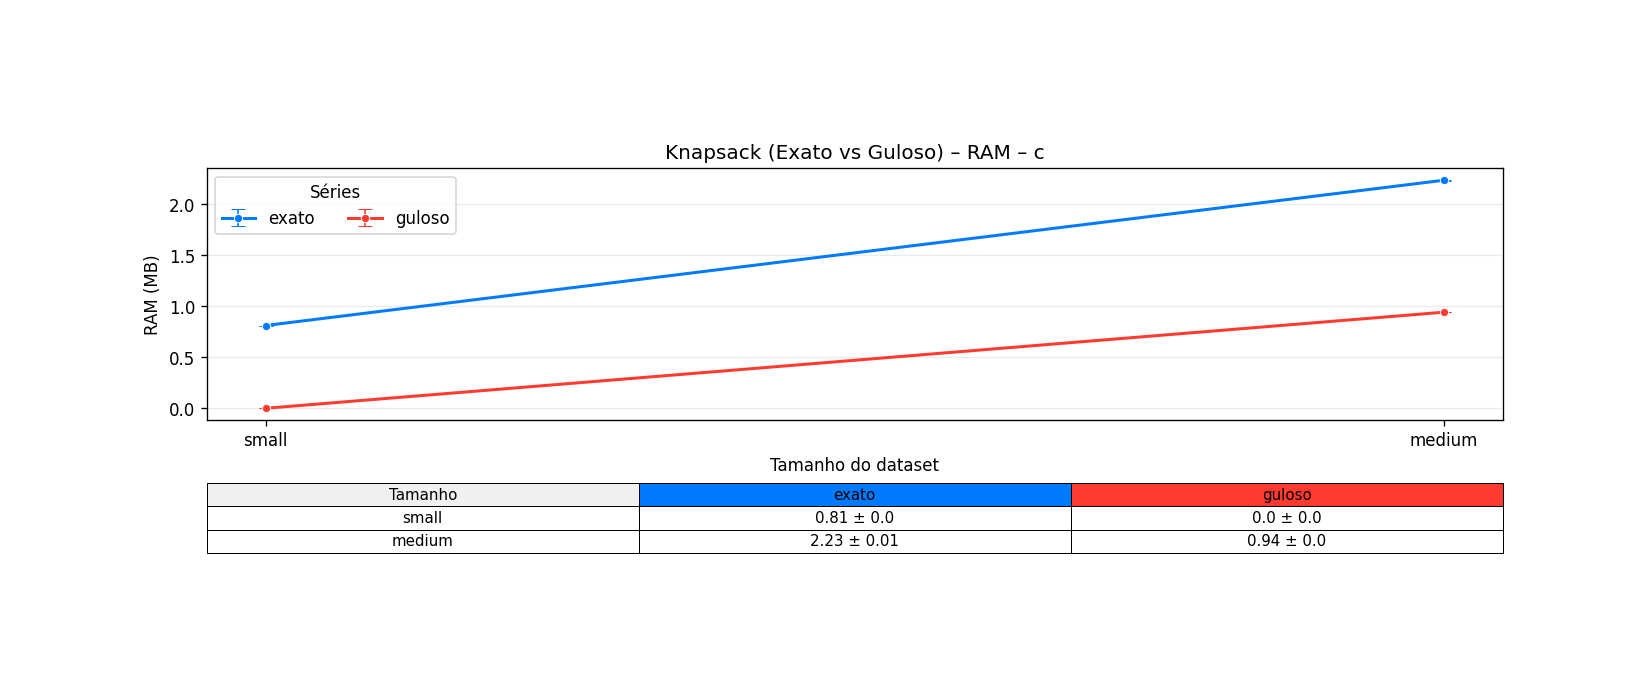 Knapsack (Exato vs Guloso) – RAM – c
Séries
exato guloso
RAM (MB)
2.0
1.5
1.0
0.5
0.0
small medium
Tamanho do dataset
Tamanho exato guloso
small 0.81 ± 0.0 0.0 ± 0.0
medium 2.23 ± 0.01 0.94 ± 0.0